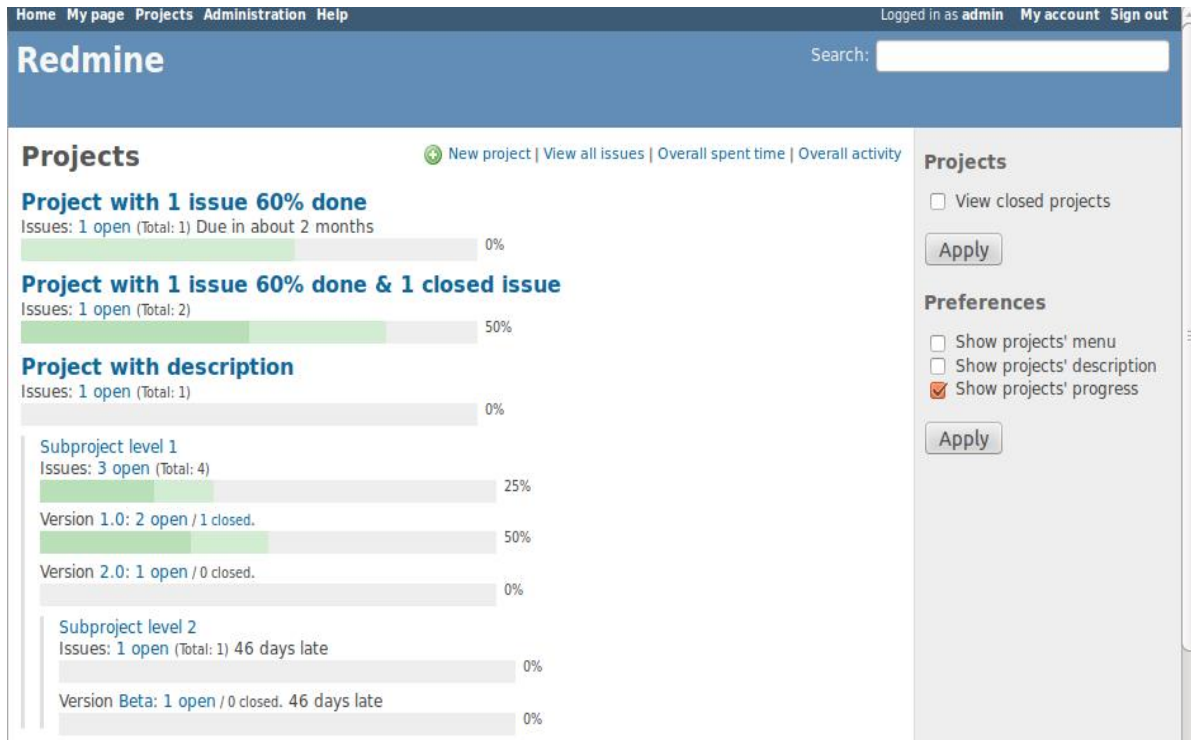 Home My page Projects Administration Help Logged in as admin My account Sign out
Redmine Search:
Projects New project | View all issues | Overall spent time | Overall activity
Project with 1 issue 60% done
Issues: 1 open (Total: 1) Due in about 2 months
0%
Project with 1 issue 60% done & 1 closed issue
Issues: 1 open (Total: 2)
50%
Project with description
Issues: 1 open (Total: 1)
0%
Subproject level 1
Issues: 3 open (Total: 4)
25%
Version 1.0: 2 open / 1 closed.
50%
Version 2.0: 1 open / 0 closed.
0%
Subproject level 2
Issues: 1 open (Total: 1) 46 days late
0%
Version Beta: 1 open / 0 closed. 46 days late
0%
Projects
View closed projects
Apply
Preferences
Show projects' menu
Show projects' description
Show projects' progress
Apply